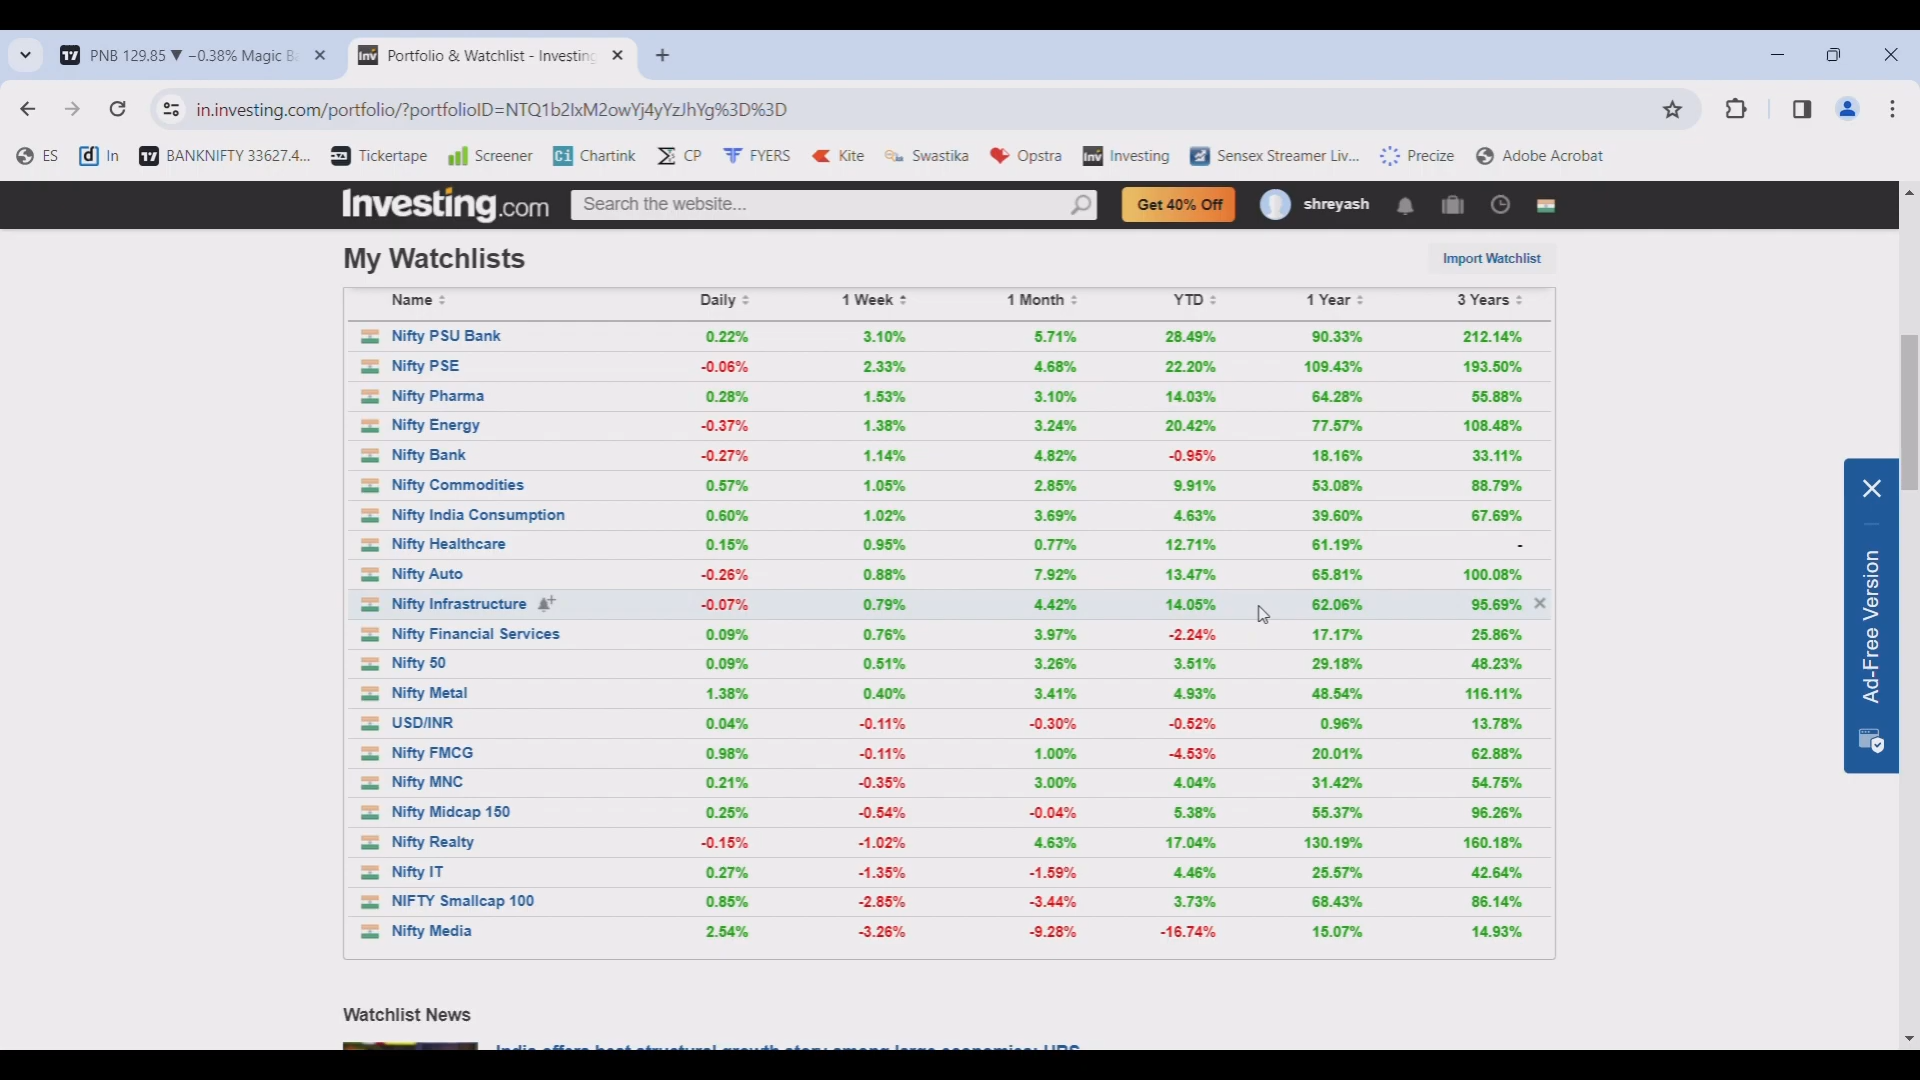 PNB 129.85 ▼ −0.38% Magic B
Portfolio & Watchlist - Investing
in.investing.com/portfolio/?portfolioID=NTQ1b2IxM2owYj4yYzJhYg%3D%3D
ES In BANKNIFTY 33627.4... Tickertape Screener Chartink CP FYERS Kite Swastika Opstra Investing Sensex Streamer Liv... Precize Adobe Acrobat
Investing.com Search the website... Get 40% Off shreyash
My Watchlists Import Watchlist
Name Daily 1 Week 1 Month YTD 1 Year 3 Years
Nifty PSU Bank 0.22% 3.10% 5.71% 28.49% 90.33% 212.14%
Nifty PSE -0.06% 2.33% 4.68% 22.20% 109.43% 193.50%
Nifty Pharma 0.28% 1.53% 3.10% 14.03% 64.28% 55.88%
Nifty Energy -0.37% 1.38% 3.24% 20.42% 77.57% 108.48%
Nifty Bank -0.27% 1.14% 4.82% -0.95% 18.16% 33.11%
Nifty Commodities 0.57% 1.05% 2.85% 9.91% 53.08% 88.79%
Nifty India Consumption 0.60% 1.02% 3.69% 4.63% 39.60% 67.69%
Nifty Healthcare 0.15% 0.95% 0.77% 12.71% 61.19% -
Nifty Auto -0.26% 0.88% 7.92% 13.47% 65.81% 100.08%
Nifty Infrastructure -0.07% 0.79% 4.42% 14.05% 62.06% 95.69%
Nifty Financial Services 0.09% 0.76% 3.97% -2.24% 17.17% 25.86%
Nifty 50 0.09% 0.51% 3.26% 3.51% 29.18% 48.23%
Nifty Metal 1.38% 0.40% 3.41% 4.93% 48.54% 116.11%
USD/INR 0.04% -0.11% -0.30% -0.52% 0.96% 13.78%
Nifty FMCG 0.98% -0.11% 1.00% -4.53% 20.01% 62.88%
Nifty MNC 0.21% -0.35% 3.00% 4.04% 31.42% 54.75%
Nifty Midcap 150 0.25% -0.54% -0.04% 5.38% 55.37% 96.26%
Nifty Realty -0.15% -1.02% 4.63% 17.04% 130.19% 160.18%
Nifty IT 0.27% -1.35% -1.59% 4.46% 25.57% 42.64%
NIFTY Smallcap 100 0.85% -2.85% -3.44% 3.73% 68.43% 86.14%
Nifty Media 2.54% -3.26% -9.28% -16.74% 15.07% 14.93%
Ad-Free Version
Watchlist News
India offers best structural growth story among large economies: UBS